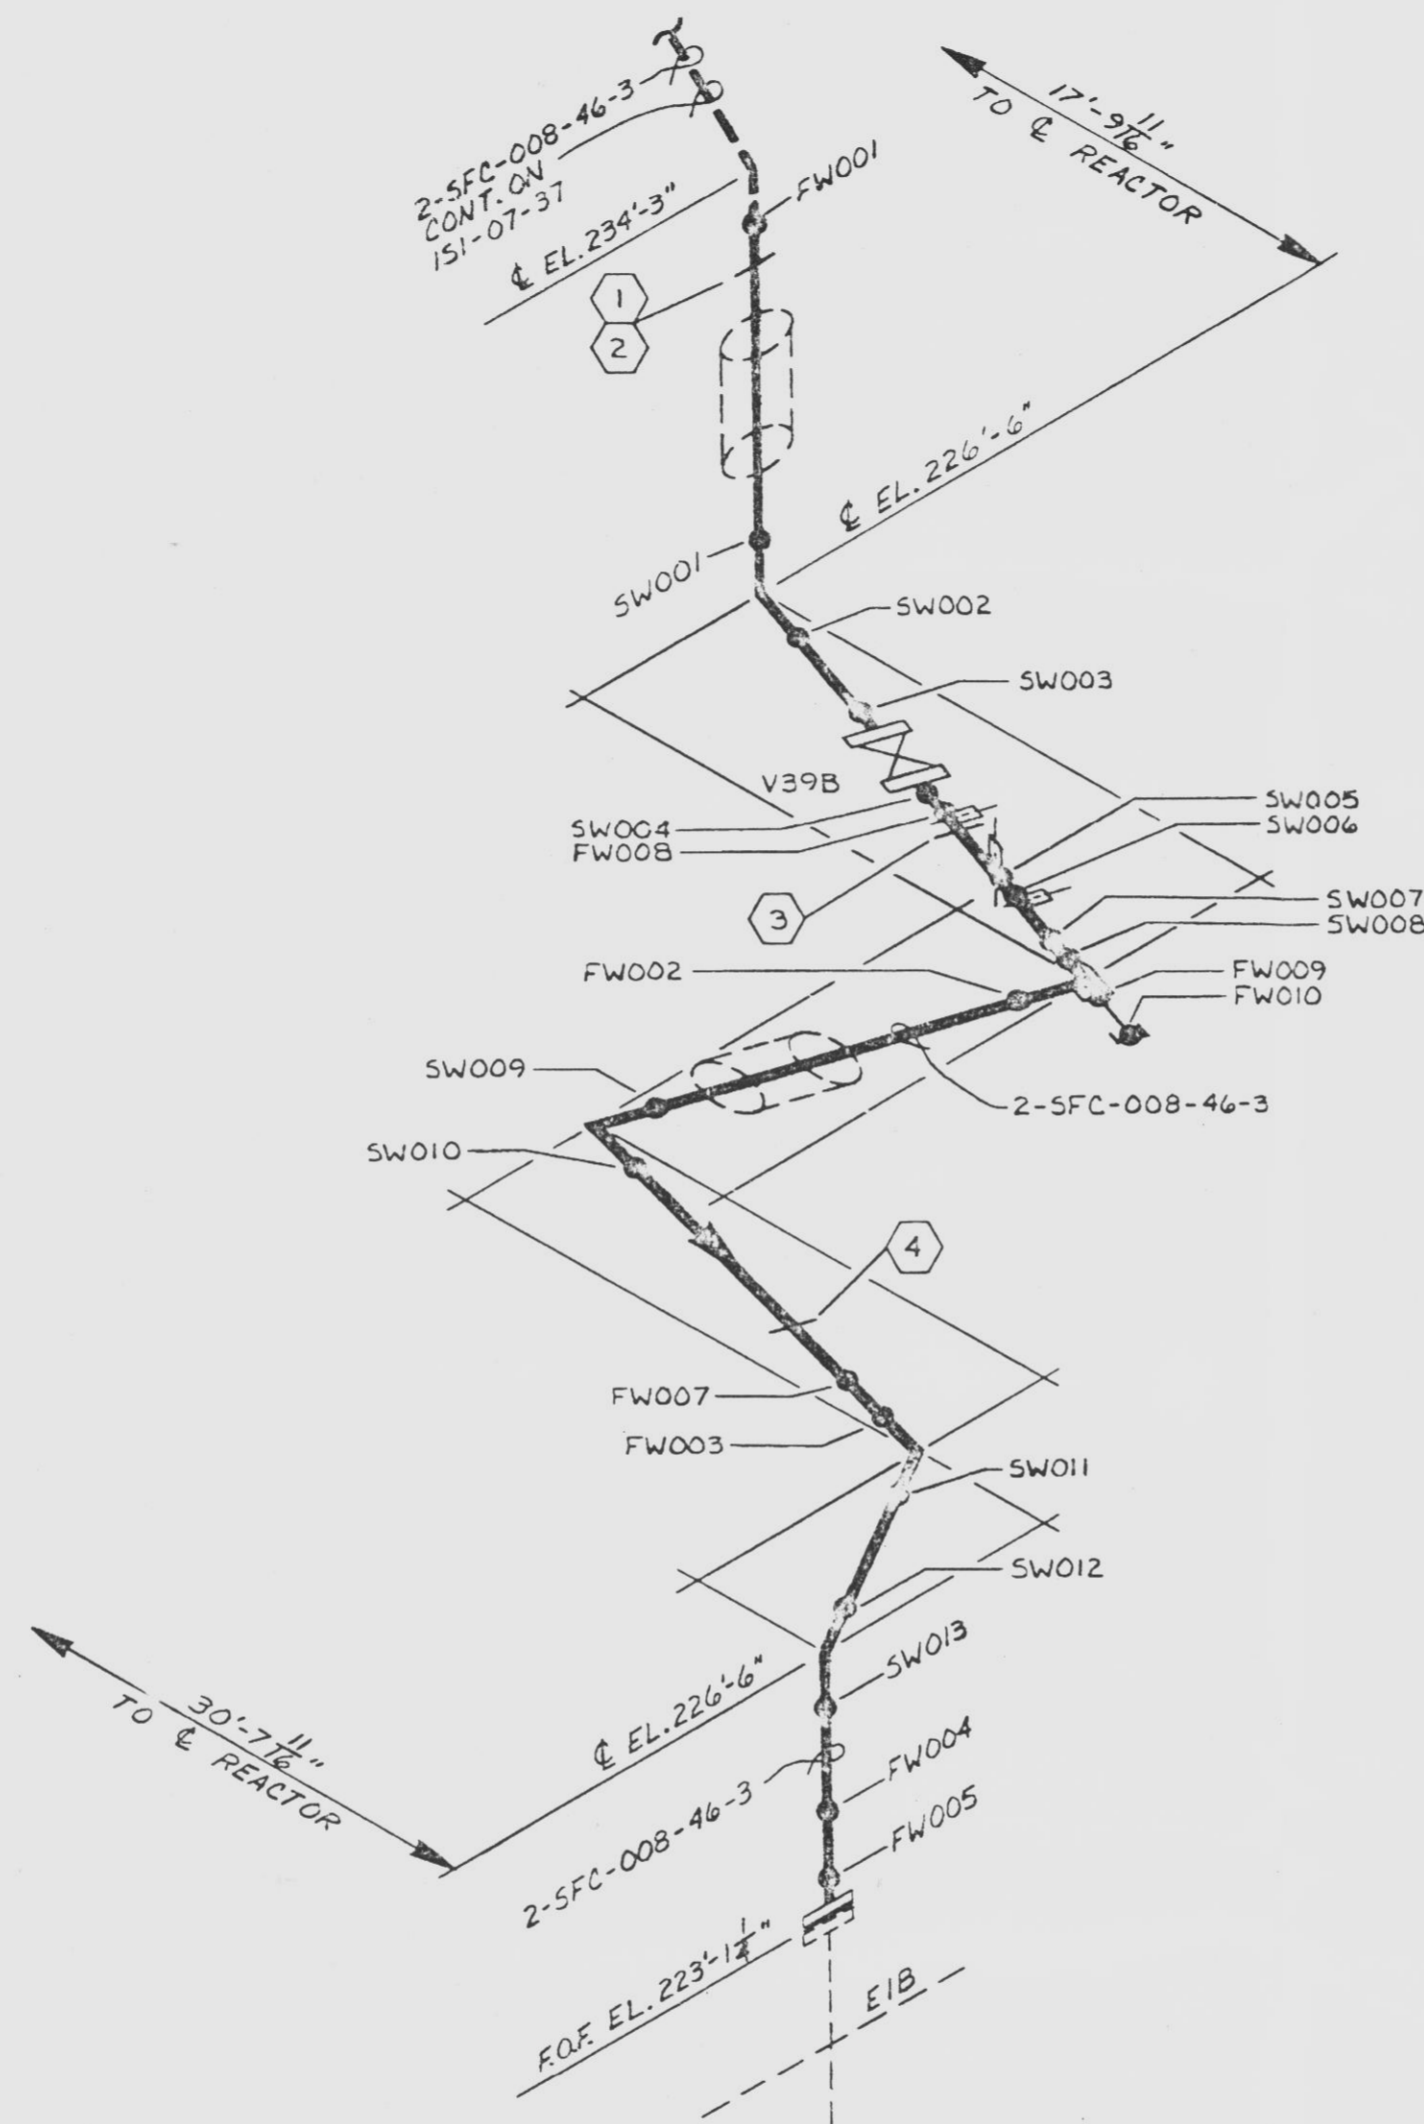 2-SFC-008-46-3
CONT. ON
ISI-07-37
17'-9 11/16"
TO ℄ REACTOR
FW001
℄ EL. 234'-3"
1
2
℄ EL. 226'-6"
SW001
SW002
SW003
V39B
SW004
FW008
SW005
SW006
3
SW007
SW008
FW002
FW009
FW010
SW009
2-SFC-008-46-3
SW010
4
FW007
FW003
SW011
SW012
SW013
℄ EL. 226'-6"
30'-7 11/16"
TO ℄ REACTOR
FW004
2-SFC-008-46-3
FW005
F.O.F. EL. 223'-1 1/4"
E1B